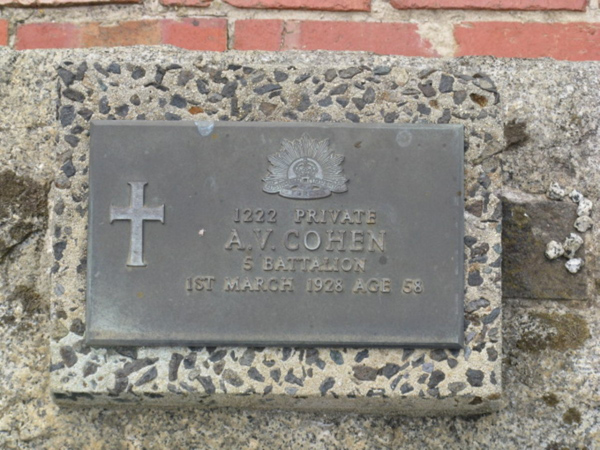 1222 PRIVATE
A.V. COHEN
5 BATTALION
1ST MARCH 1928 AGE 58